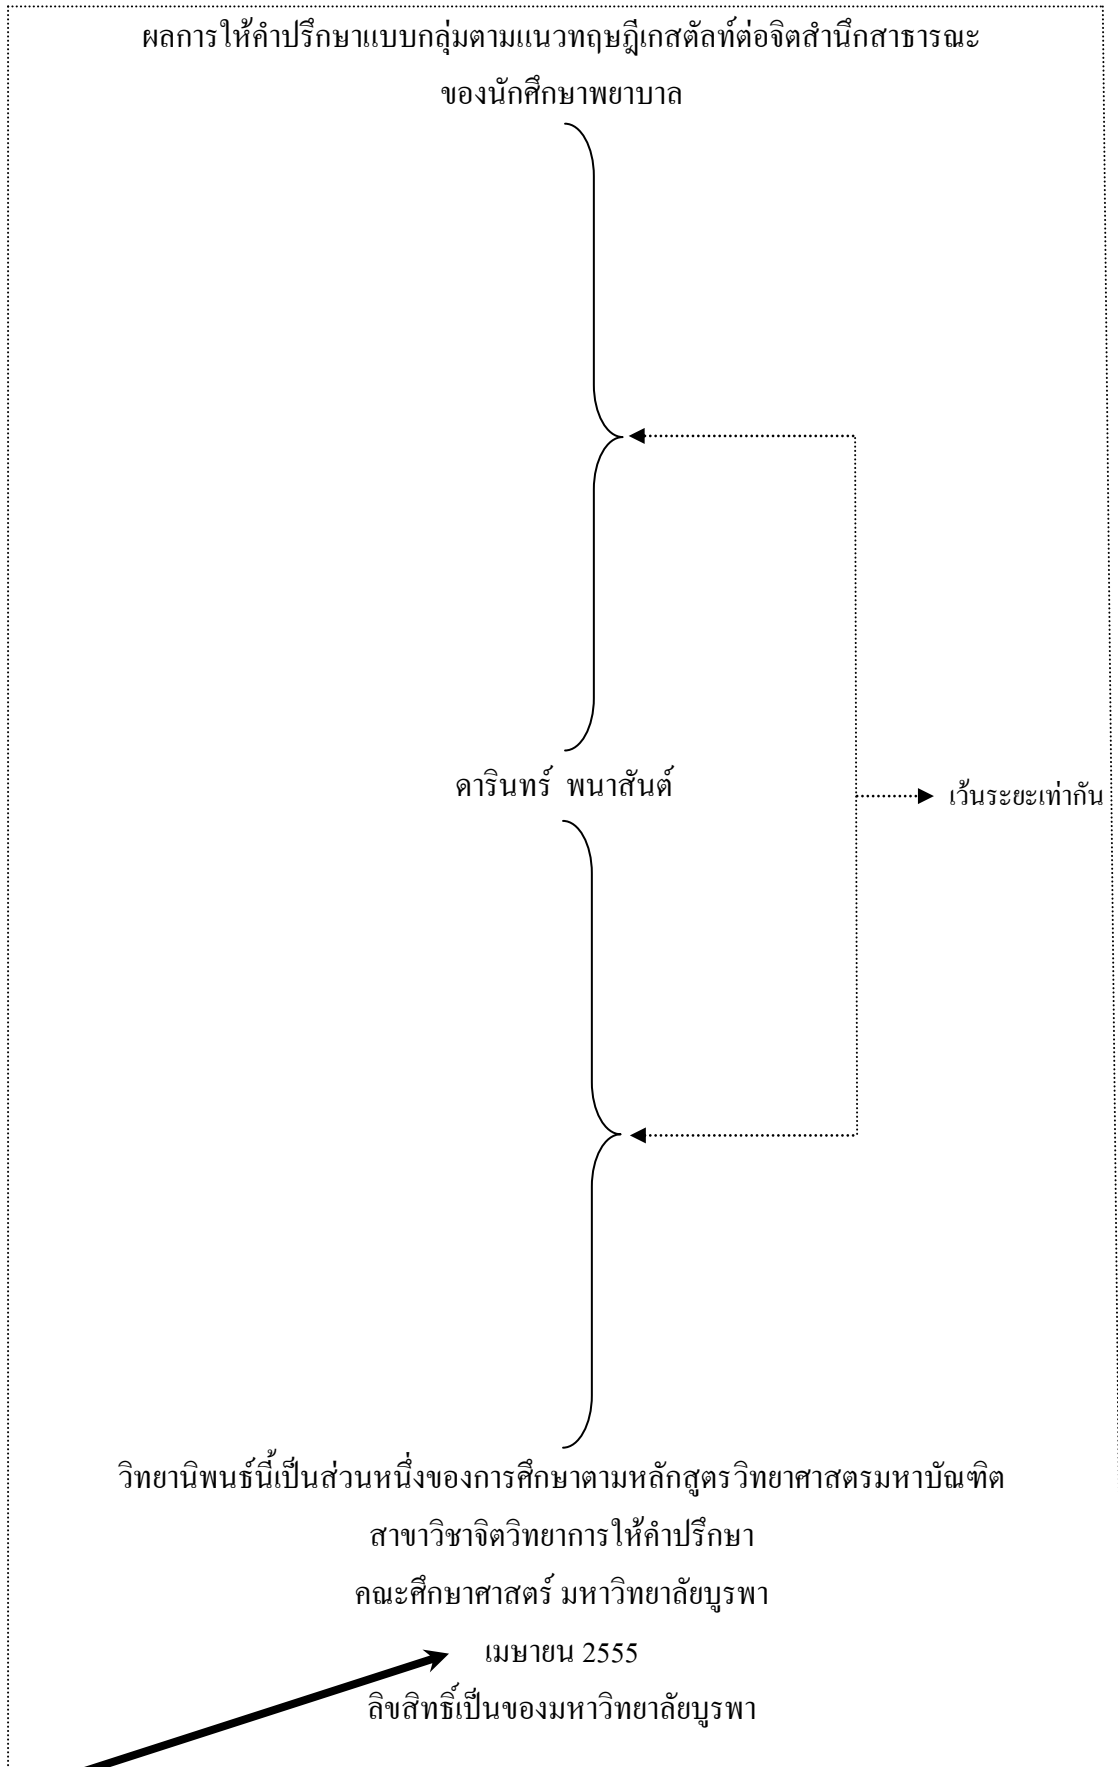 ผลการให้คำปรึกษาแบบกลุ่มตามแนวทฤษฎีเกสตัลท์ต่อจิตสำนึกสาธารณะ
ของนักศึกษาพยาบาล
ดารินทร์ พนาสันต์
เว้นระยะเท่ากัน
วิทยานิพนธ์นี้เป็นส่วนหนึ่งของการศึกษาตามหลักสูตรวิทยาศาสตรมหาบัณฑิต
สาขาวิชาจิตวิทยาการให้คำปรึกษา
คณะศึกษาศาสตร์ มหาวิทยาลัยบูรพา
เมษายน 2555
ลิขสิทธิ์เป็นของมหาวิทยาลัยบูรพา